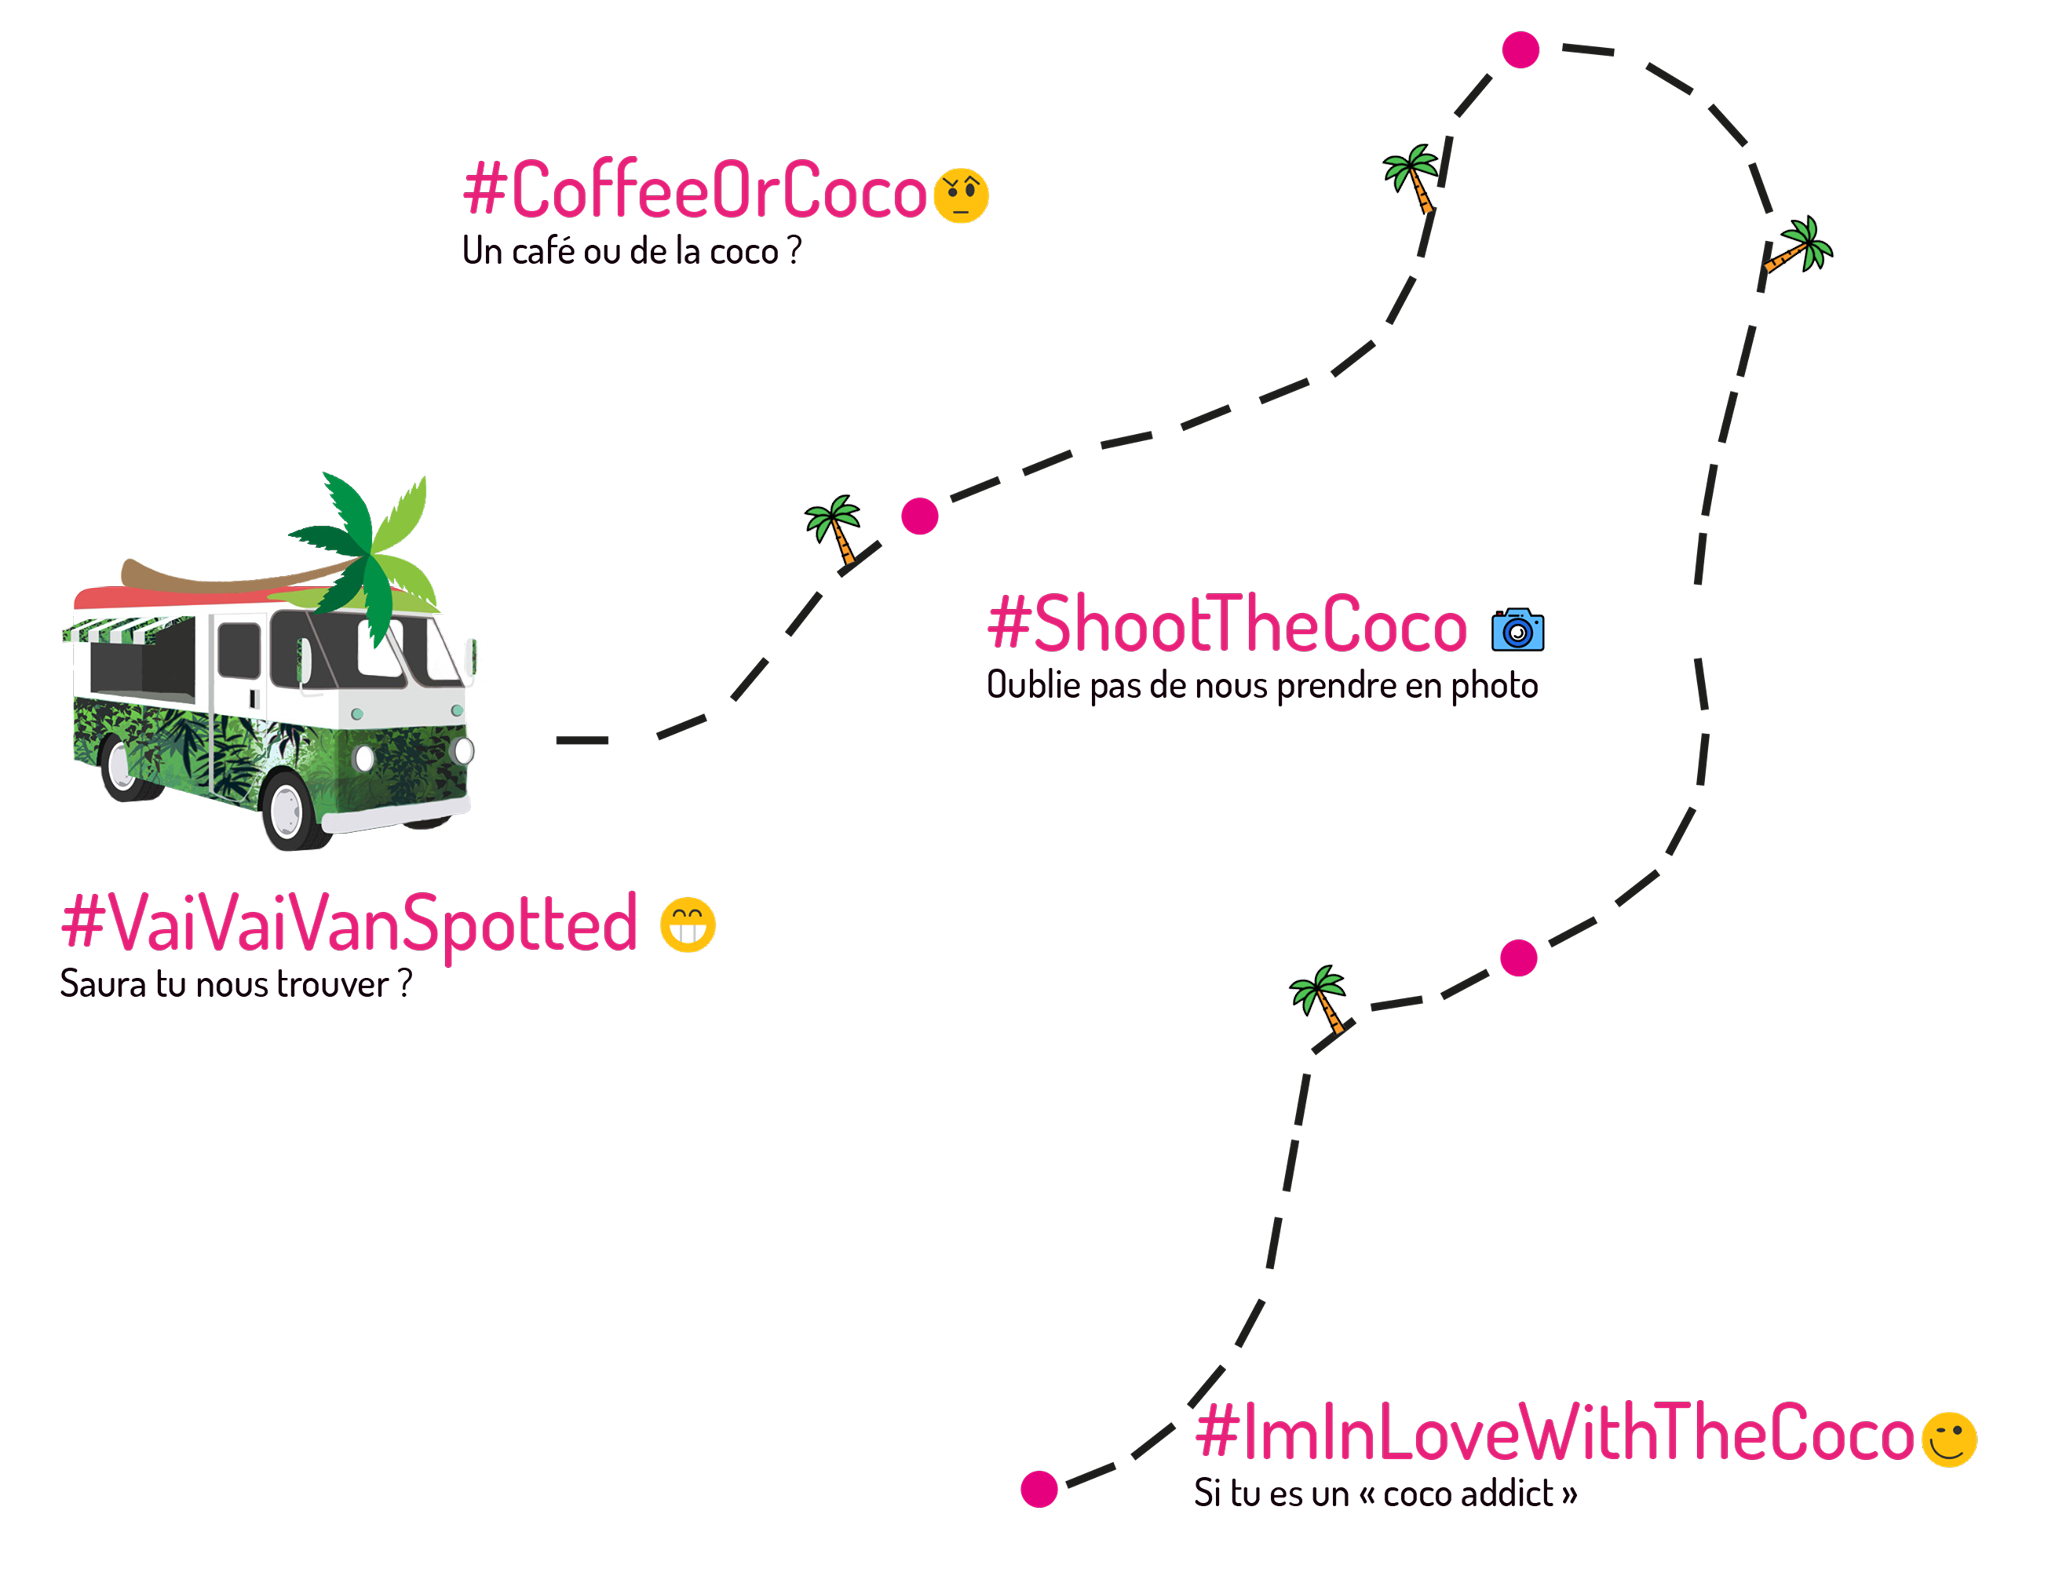 #CoffeeOrCoco
Un café ou de la coco ?
#ShootTheCoco
Oublie pas de nous prendre en photo
#VaiVaiVanSpotted
Saura tu nous trouver ?
#ImInLoveWithTheCoco
Si tu es un « coco addict »